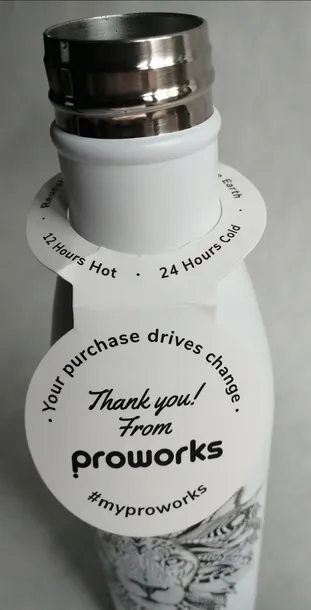 Earth
12 Hours Hot · 24 Hours Cold
· Your purchase drives change ·
Thank you!
From
proworks
#myproworks